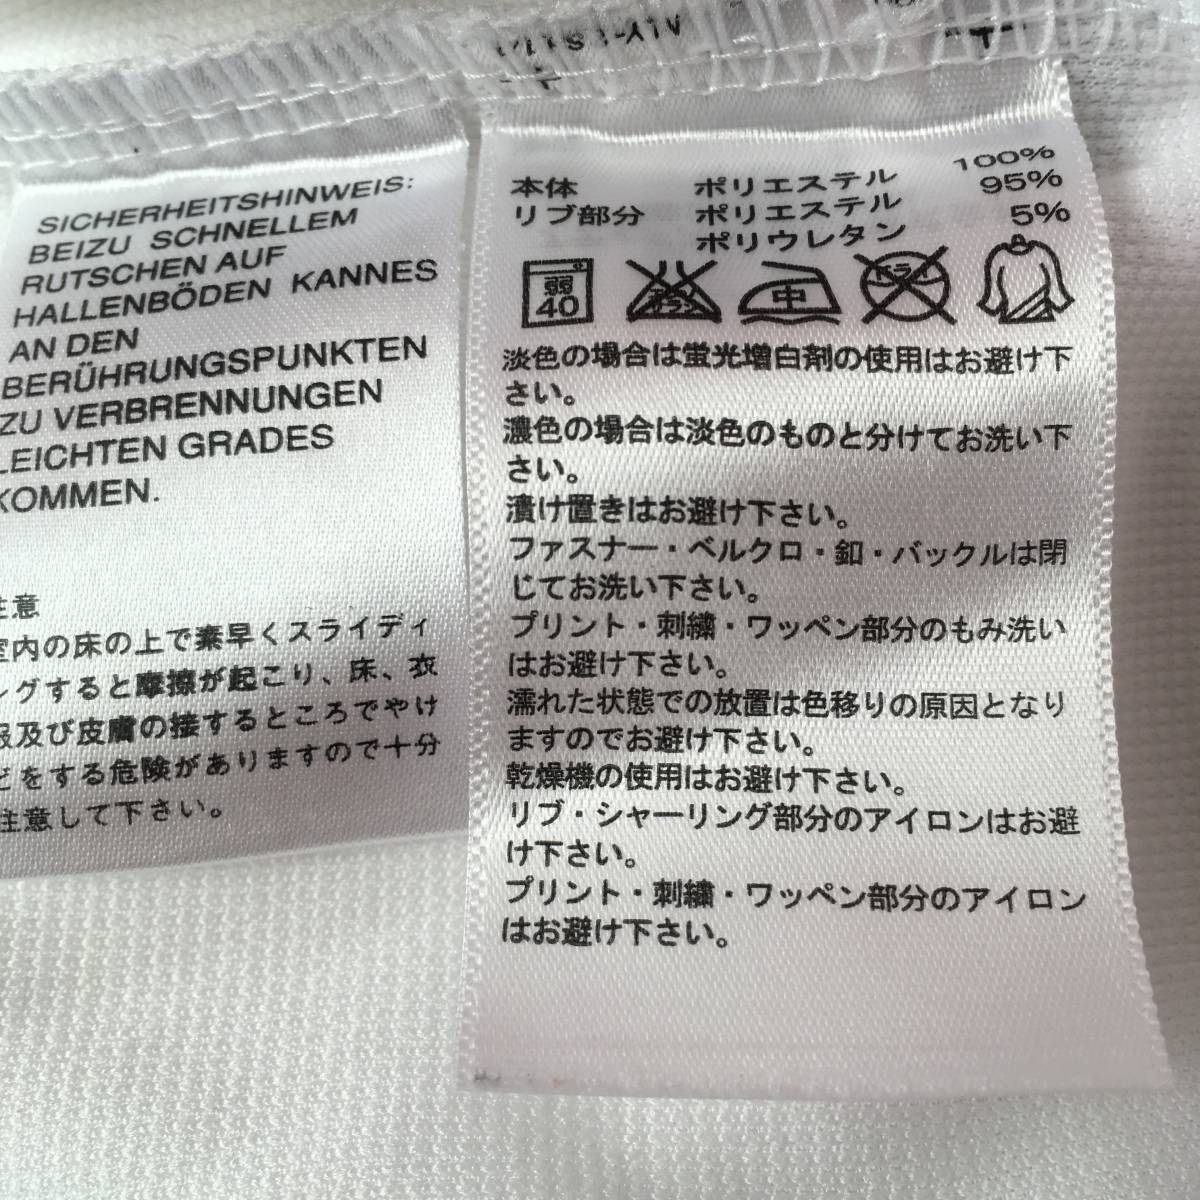 SICHERHEITSHINWEIS:
BEIZU SCHNELLEM
RUTSCHEN AUF
HALLENBÖDEN KANNES
AN DEN
BERÜHRUNGSPUNKTEN
ZU VERBRENNUNGEN
LEICHTEN GRADES
KOMMEN.
注意
室内の床の上で素早くスライディ
ングすると摩擦が起こり、床、衣
服及び皮膚の接するところでやけ
どをする危険がありますので十分
注意して下さい。
本体 ポリエステル 100%
リブ部分 ポリエステル 95%
ポリウレタン 5%
弱
40
中
淡色の場合は蛍光増白剤の使用はお避け下
さい。
濃色の場合は淡色のものと分けてお洗い下
さい。
漬け置きはお避け下さい。
ファスナー・ベルクロ・釦・バックルは閉
じてお洗い下さい。
プリント・刺繍・ワッペン部分のもみ洗い
はお避け下さい。
濡れた状態での放置は色移りの原因となり
ますのでお避け下さい。
乾燥機の使用はお避け下さい。
リブ・シャーリング部分のアイロンはお避
け下さい。
プリント・刺繍・ワッペン部分のアイロン
はお避け下さい。